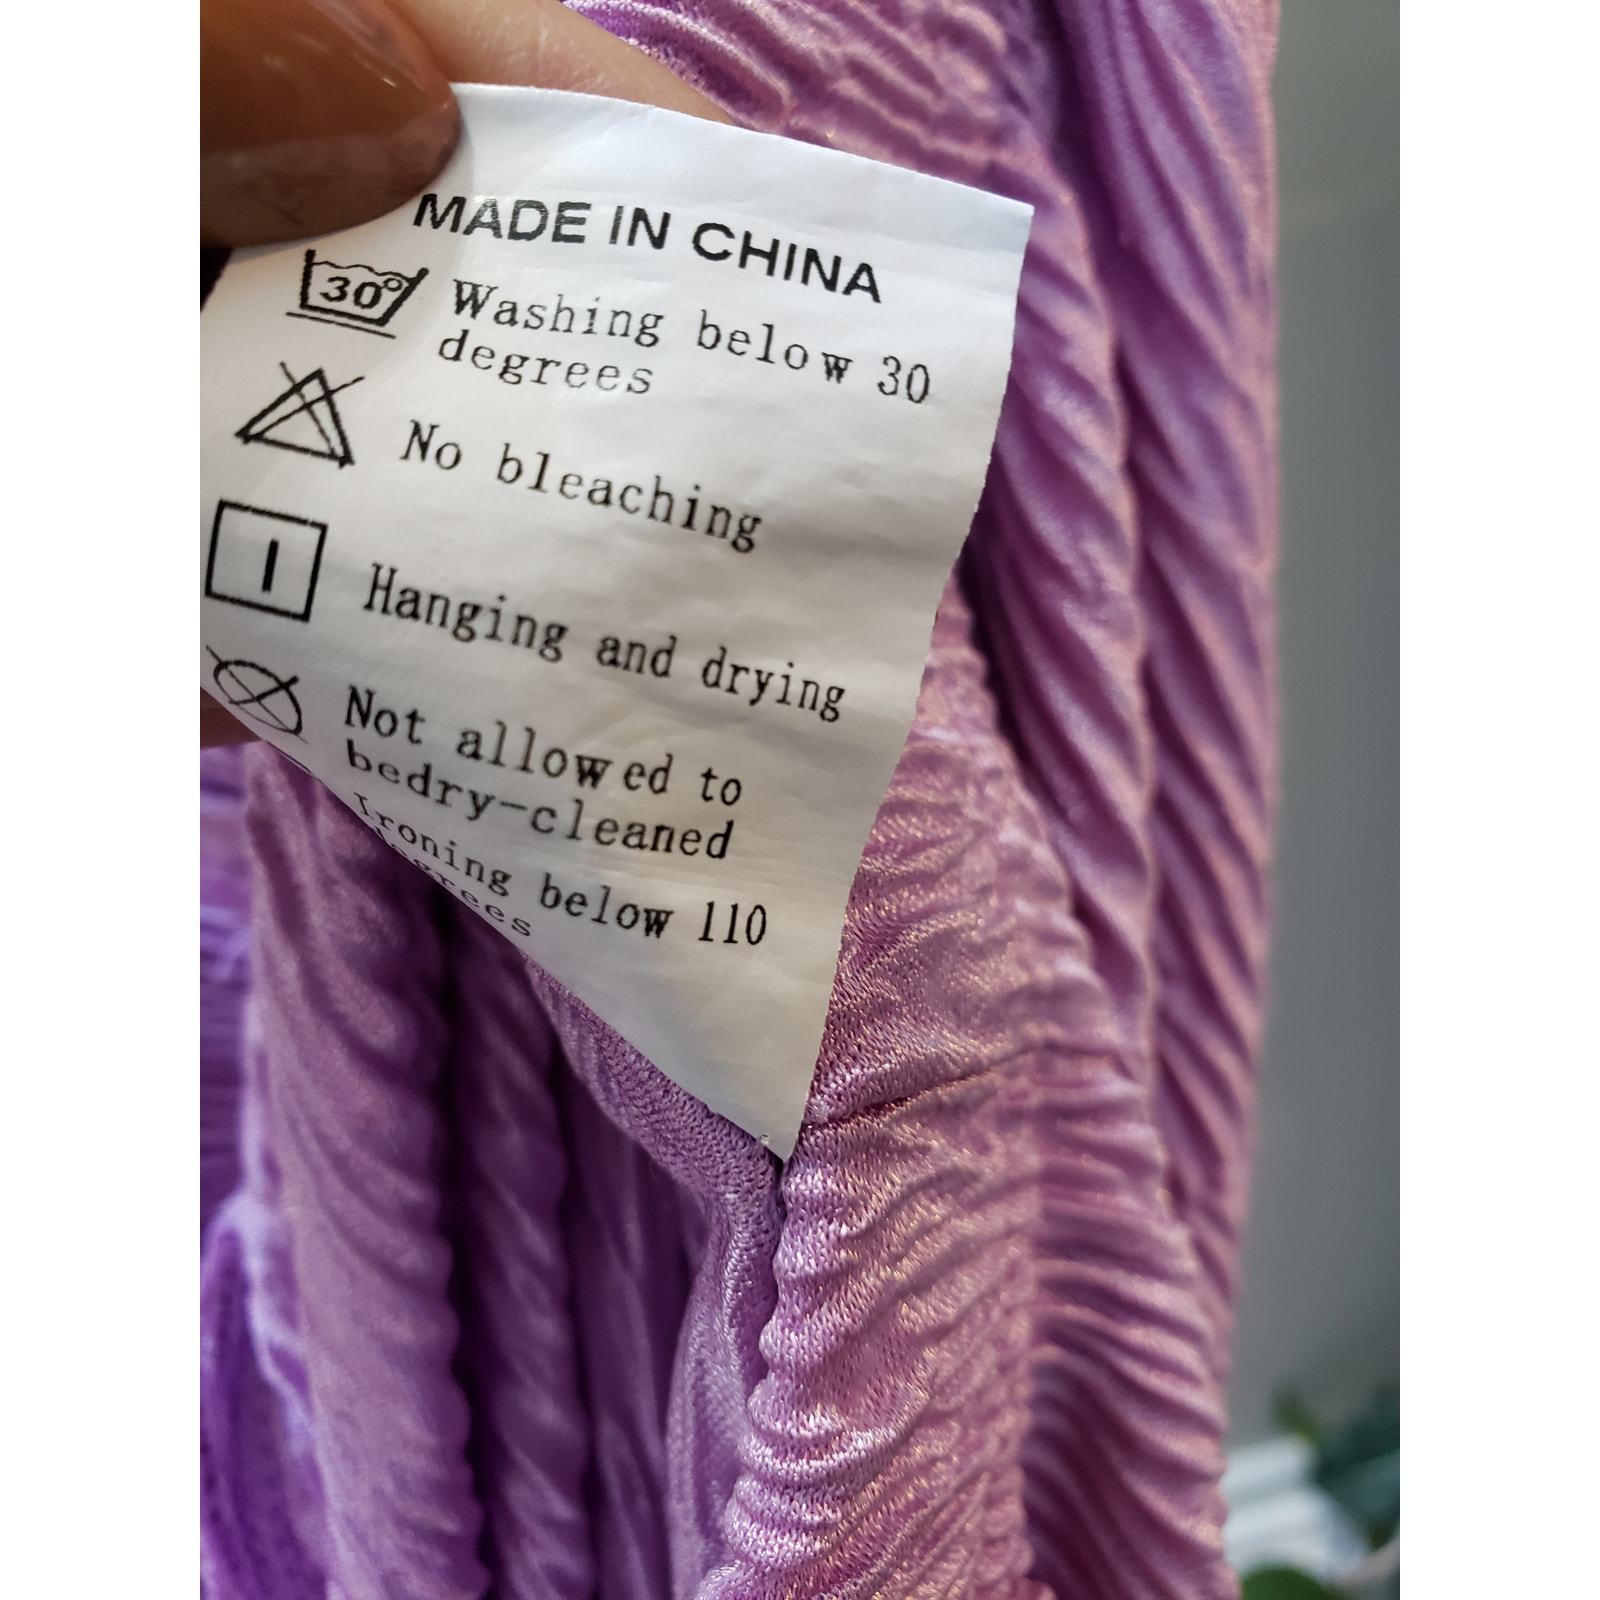 MADE IN CHINA
30° Washing below 30
degrees
No bleaching
Hanging and drying
Not allowed to
bedry-cleaned
Ironing below 110
degrees